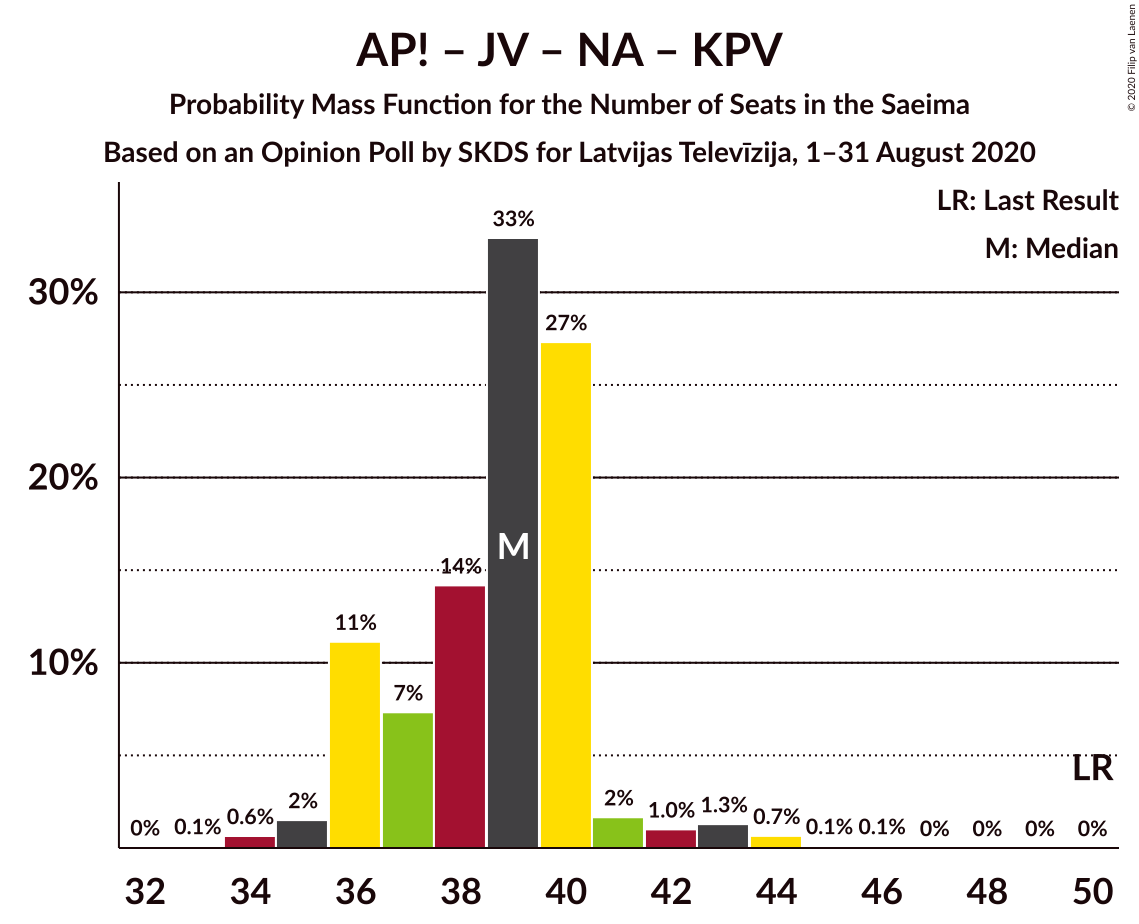 AP! – JV – NA – KPV
Probability Mass Function for the Number of Seats in the Saeima
Based on an Opinion Poll by SKDS for Latvijas Televīzija, 1–31 August 2020
© 2020 Filip van Laenen
LR: Last Result
M: Median
30%
20%
10%
0%
0.1%
0.6%
2%
11%
7%
14%
33%
27%
2%
1.0%
1.3%
0.7%
0.1%
0.1%
0%
0%
0%
0%
M
LR
32 34 36 38 40 42 44 46 48 50